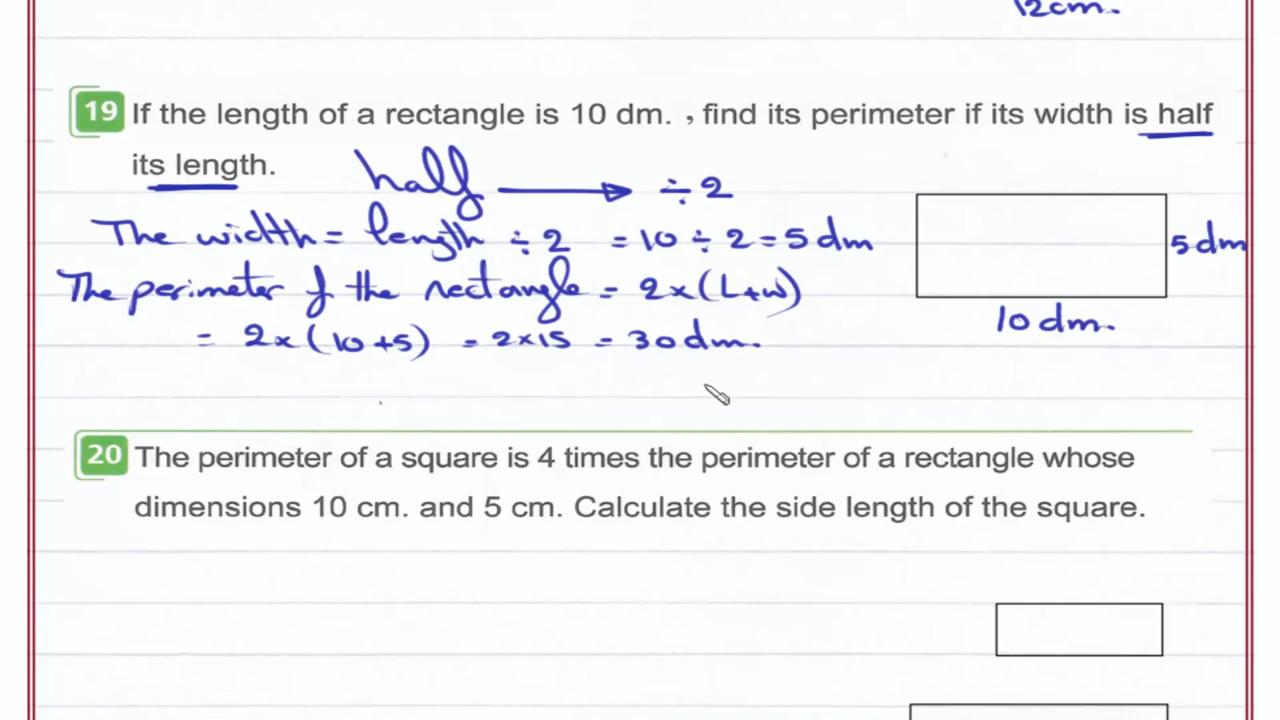 12cm.
19 If the length of a rectangle is 10 dm. , find its perimeter if its width is half
its length.
half → ÷ 2
The width = length ÷ 2 = 10 ÷ 2 = 5 dm
5 dm
The perimeter of the rectangle = 2 x (L+W)
10 dm.
= 2x (10+5) = 2x15 = 30 dm.
20 The perimeter of a square is 4 times the perimeter of a rectangle whose
dimensions 10 cm. and 5 cm. Calculate the side length of the square.